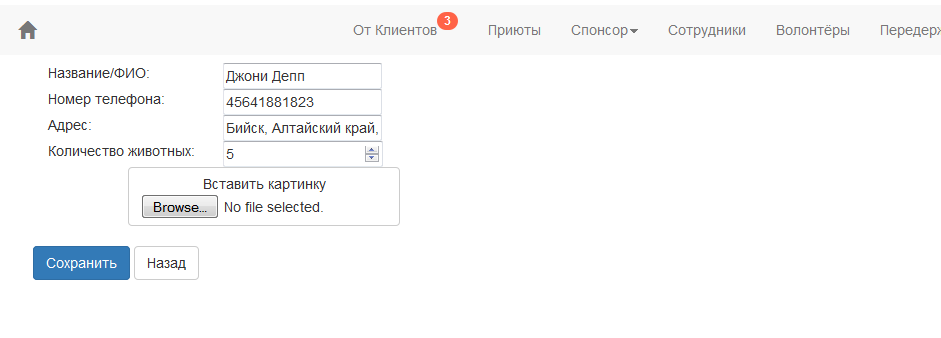 От Клиентов 3 Приюты Спонсор Сотрудники Волонтёры Передерж
Название/ФИО: Джони Депп
Номер телефона: 45641881823
Адрес: Бийск, Алтайский край,
Количество животных: 5
Вставить картинку
Browse... No file selected.
Сохранить Назад